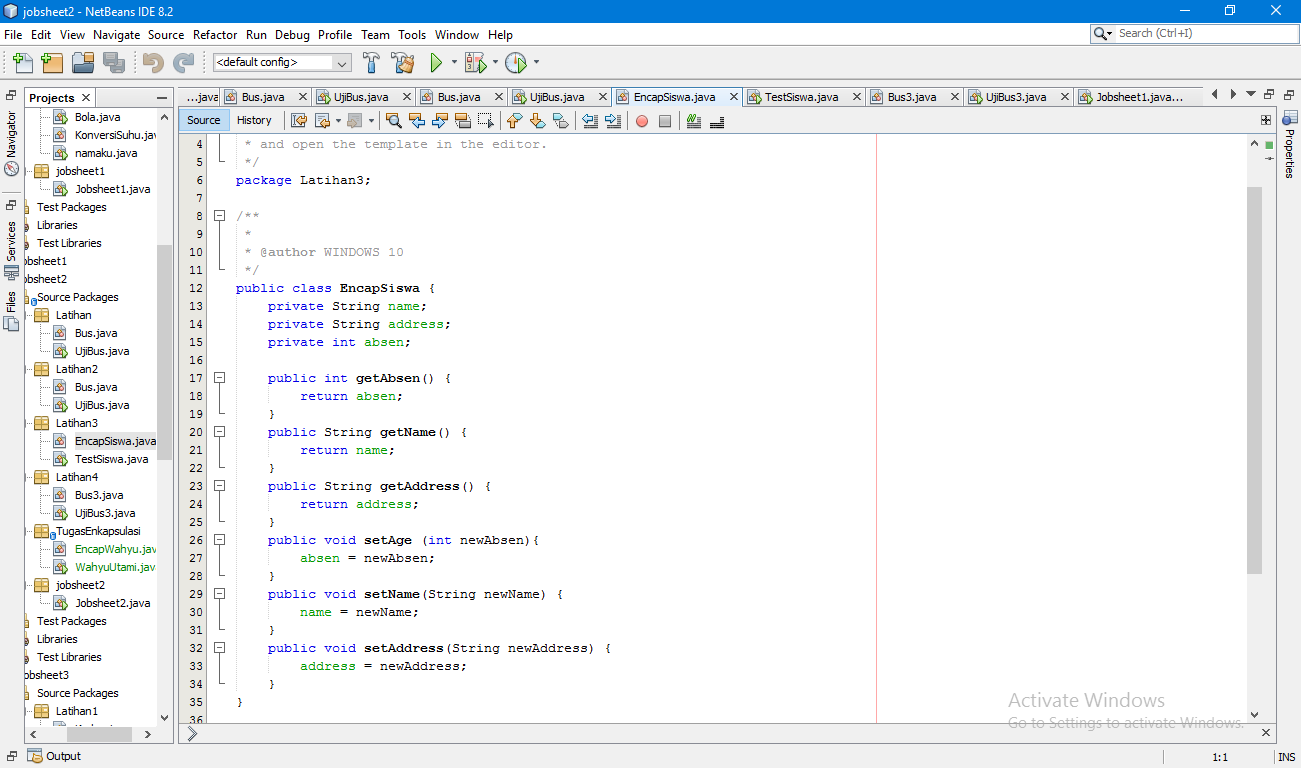 jobsheet2 - NetBeans IDE 8.2
File Edit View Navigate Source Refactor Run Debug Profile Team Tools Window Help
Search (Ctrl+I)
<default config>
Projects
...java Bus.java UjiBus.java Bus.java UjiBus.java EncapSiswa.java TestSiswa.java Bus3.java UjiBus3.java Jobsheet1.java...
Source History
Navigator
Services
Files
Properties
Bola.java
KonversiSuhu.jav
namaku.java
jobsheet1
Jobsheet1.java
Test Packages
Libraries
Test Libraries
obsheet1
obsheet2
Source Packages
Latihan
Bus.java
UjiBus.java
Latihan2
Bus.java
UjiBus.java
Latihan3
EncapSiswa.java
TestSiswa.java
Latihan4
Bus3.java
UjiBus3.java
TugasEnkapsulasi
EncapWahyu.jav
WahyuUtami.jav
jobsheet2
Jobsheet2.java
Test Packages
Libraries
Test Libraries
obsheet3
Source Packages
Latihan1
4 * and open the template in the editor.
5 */
6 package Latihan3;
7
8 /**
9 *
10 * @author WINDOWS 10
11 */
12 public class EncapSiswa {
13 private String name;
14 private String address;
15 private int absen;
16
17 public int getAbsen() {
18 return absen;
19 }
20 public String getName() {
21 return name;
22 }
23 public String getAddress() {
24 return address;
25 }
26 public void setAge (int newAbsen){
27 absen = newAbsen;
28 }
29 public void setName(String newName) {
30 name = newName;
31 }
32 public void setAddress(String newAddress) {
33 address = newAddress;
34 }
35 }
36
Activate Windows
Go to Settings to activate Windows.
Output
1:1 INS